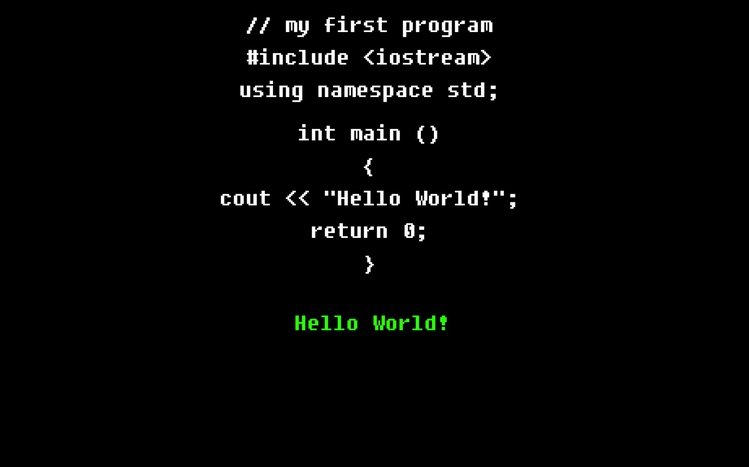 // my first program
#include <iostream>
using namespace std;
int main ()
{
cout << "Hello World!";
return 0;
}
Hello World!